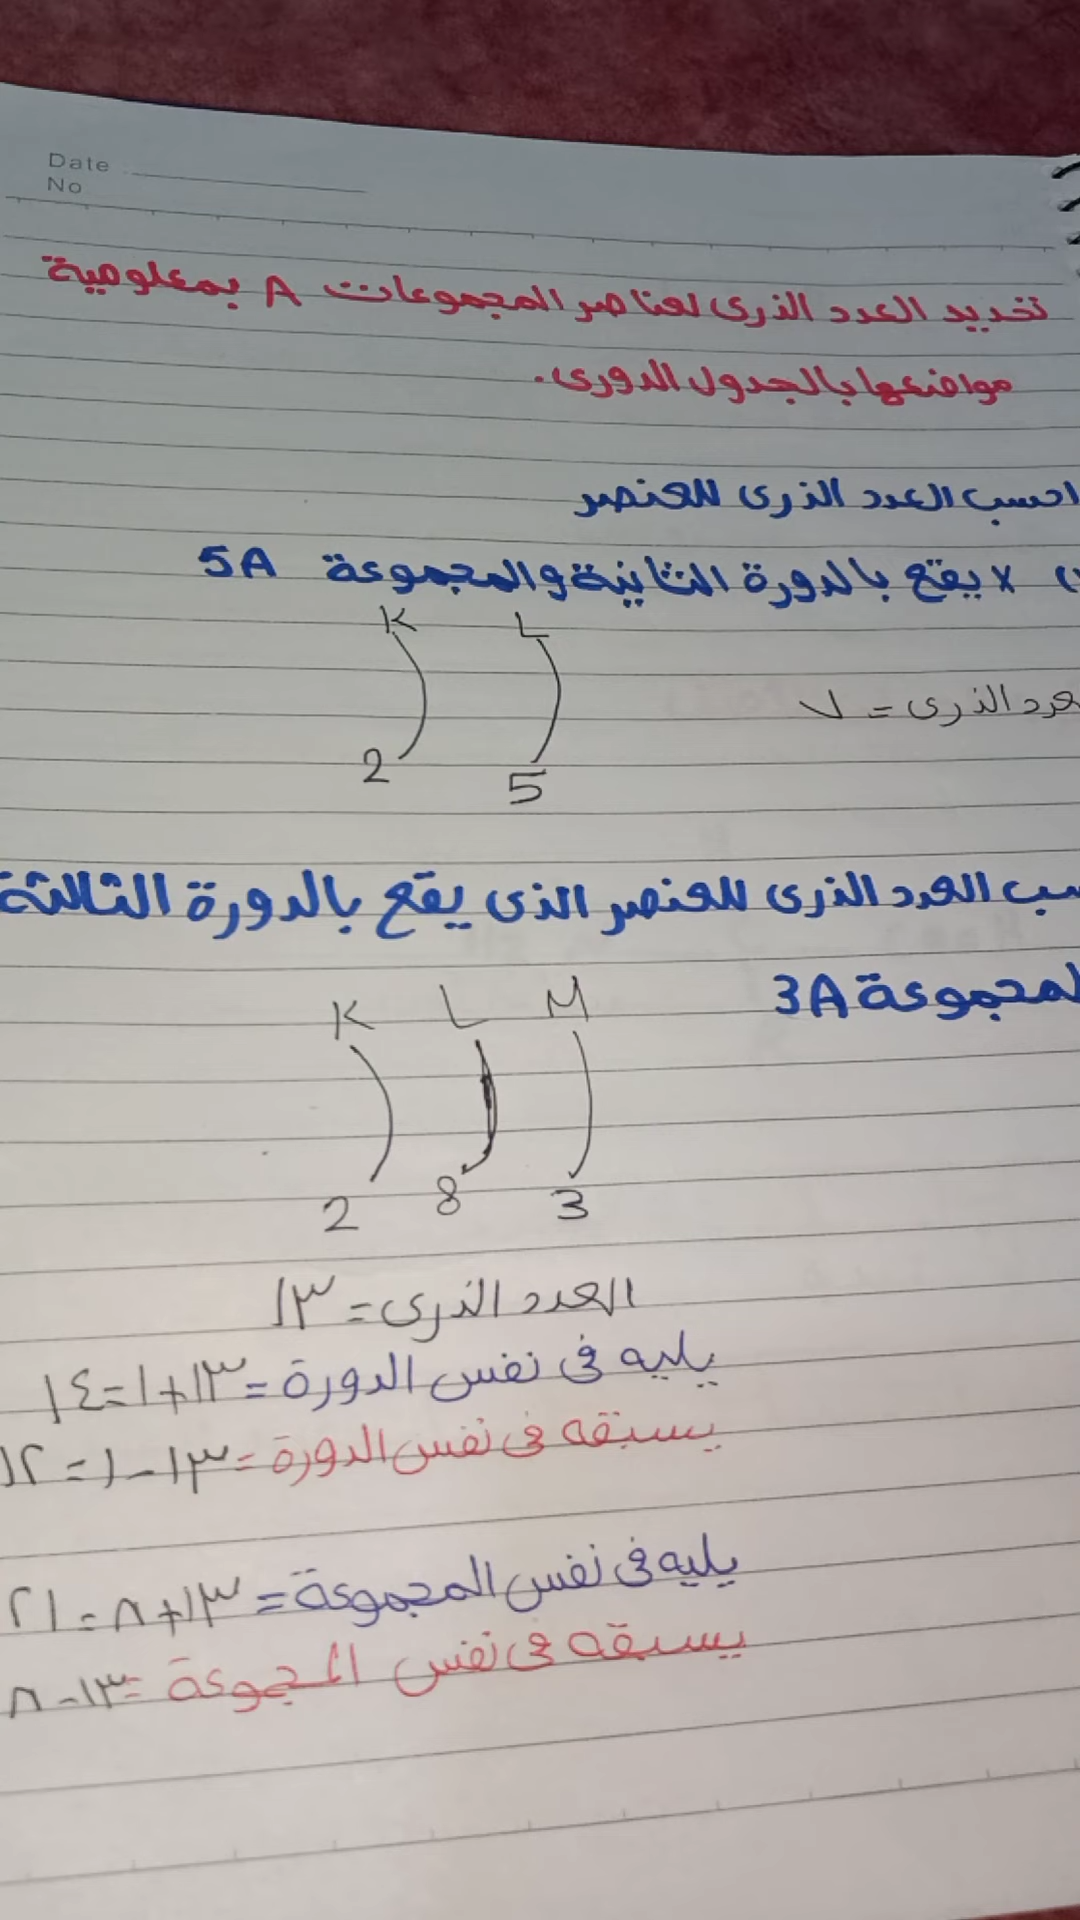 Date
No
تحديد العدد الذرى لعناصر المجموعات A بمعلومية
مواضعها بالجدول الدورى.
احسب العدد الذرى للعنصر
X يقع بالدورة الثانية والمجموعة 5A
K L
عدد الذرى = ٧
2 5
سب العدد الذرى للعنصر الذى يقع بالدورة الثالثة
لمجموعة 3A
K L M
2 8 3
العدد الذرى = ١٣
يليه فى نفس الدورة = ١٣+١=١٤
يسبقه فى نفس الدورة = ١٣-١=١٢
يليه فى نفس المجموعة = ١٣+٨=٢١
يسبقه فى نفس المجموعة = ١٣-٨